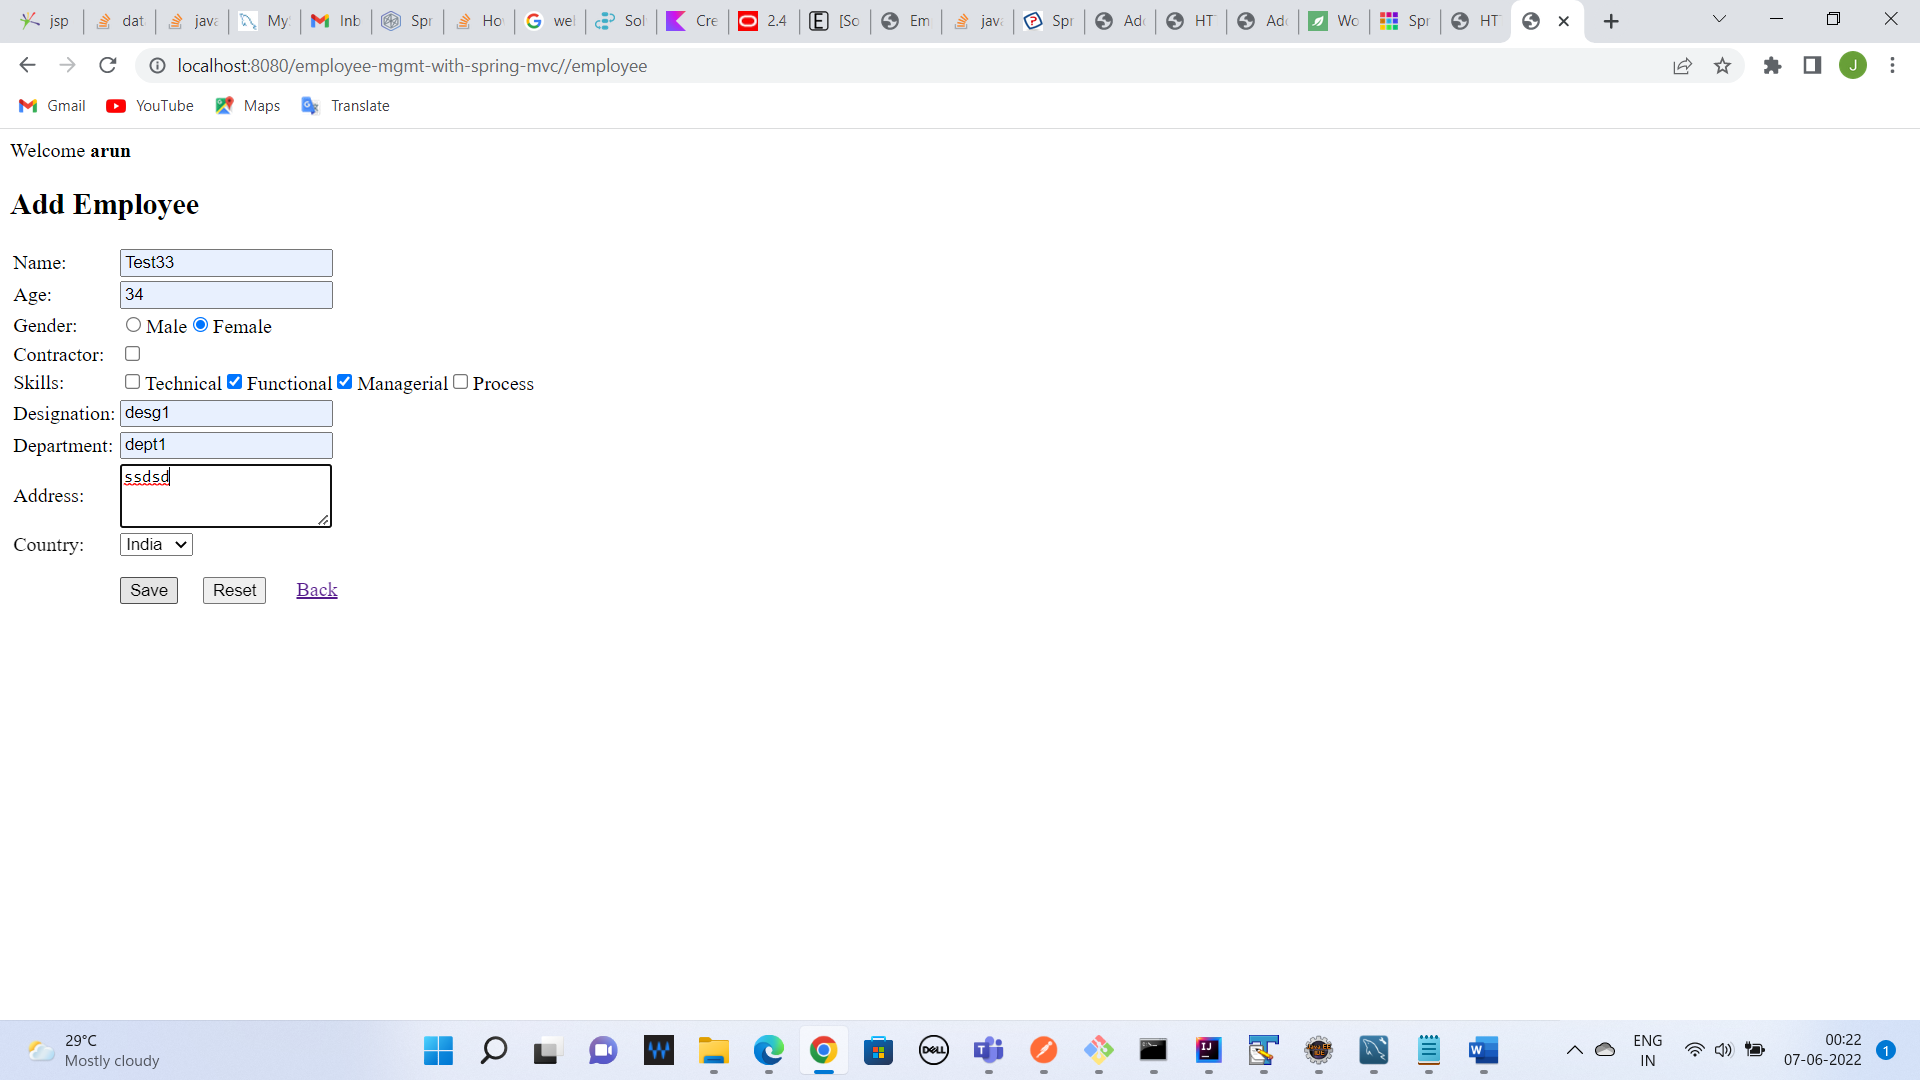 jsp
dat
java
My
Inb
Spr
Ho
wel
Sol
Cre
2.4
[So
Em
java
Spr
Add
HT
Add
Wo
Spr
HT
localhost:8080/employee-mgmt-with-spring-mvc//employee
J
Gmail YouTube Maps Translate
Welcome arun
Add Employee
Name: Test33
Age: 34
Gender: Male Female
Contractor:
Skills: Technical Functional Managerial Process
Designation: desg1
Department: dept1
Address: ssdsd
Country: India
Save Reset Back
29°C
Mostly cloudy
DELL
ENG
IN
00:22
07-06-2022
1